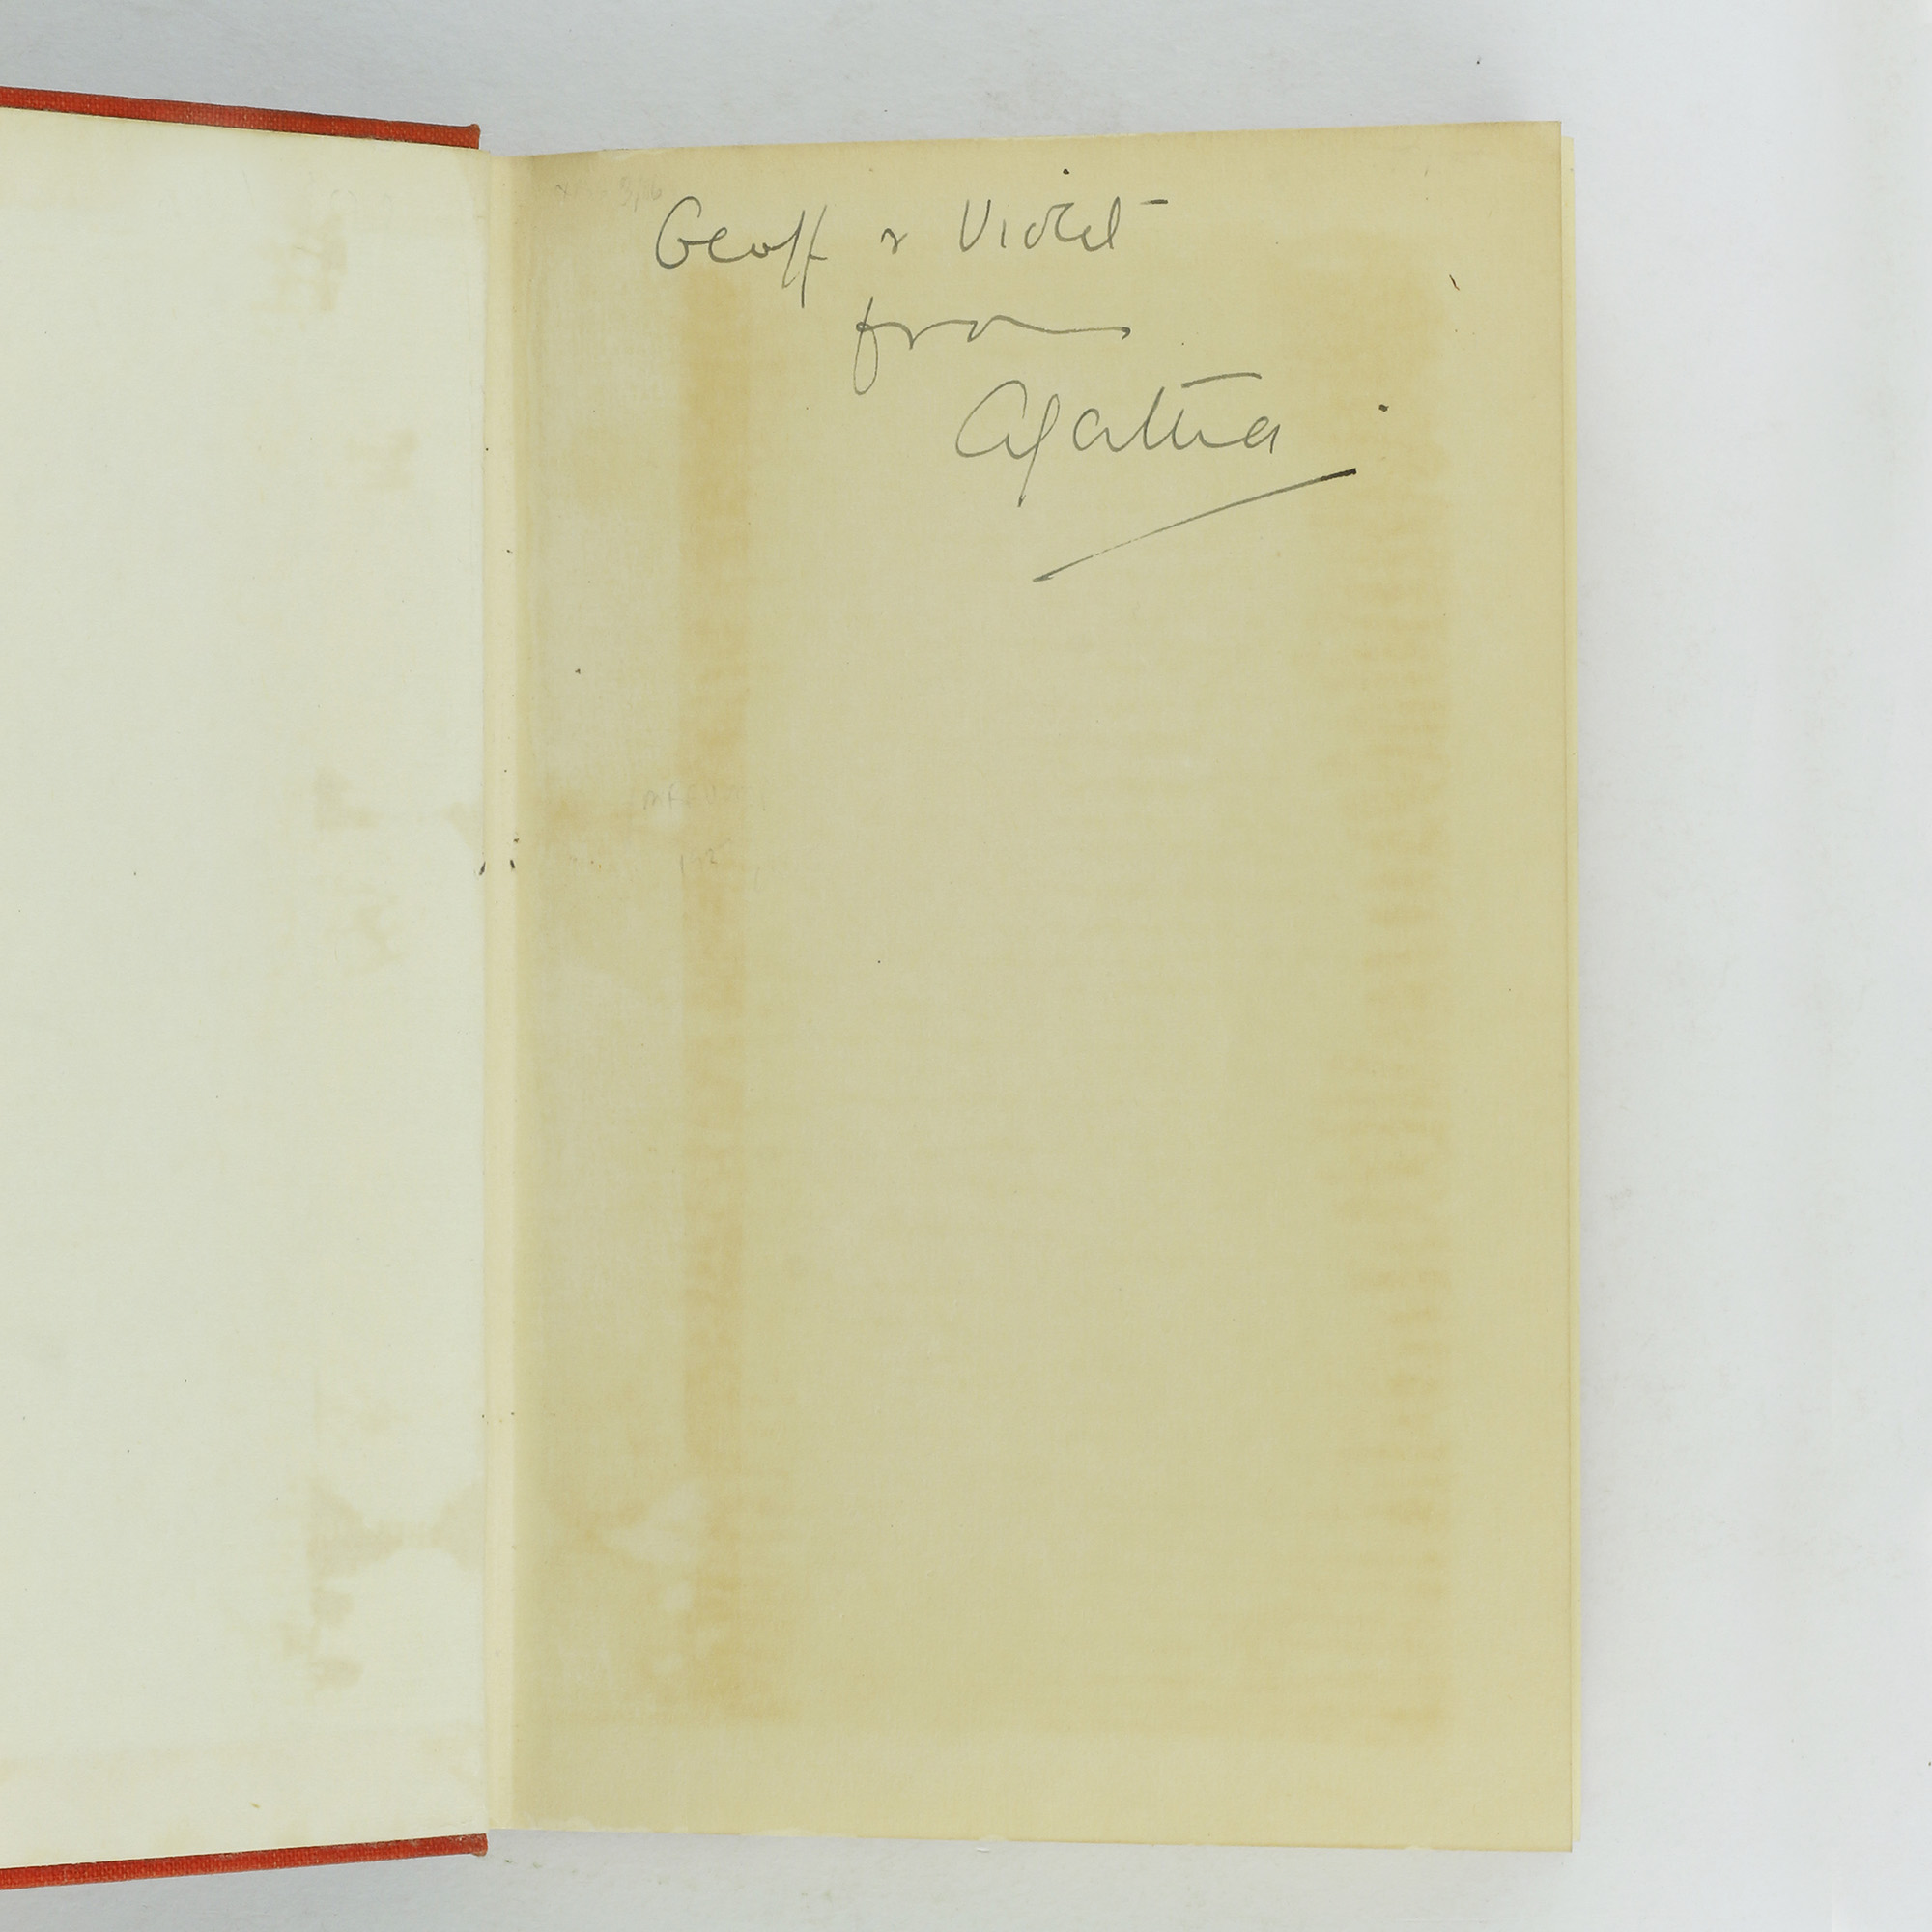 Geoff & Violet
from
Agatha